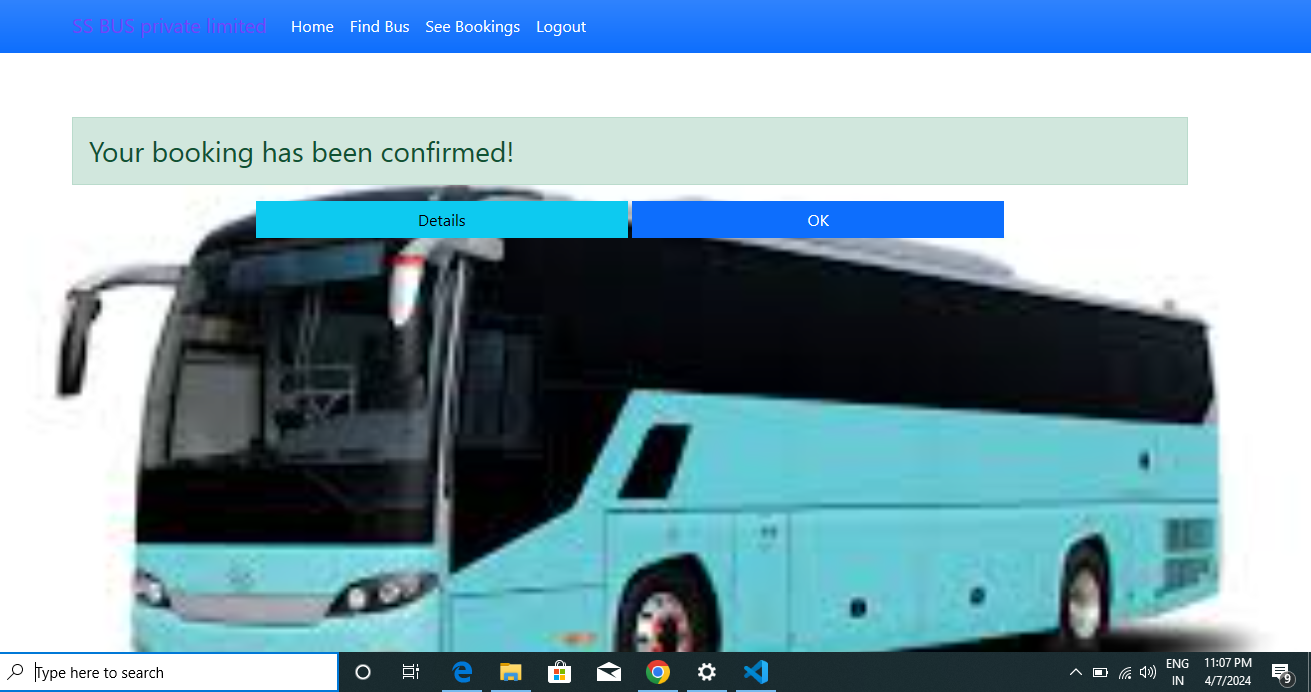 SS BUS private limited Home Find Bus See Bookings Logout
Your booking has been confirmed!
Details OK
Type here to search
ENG 11:07 PM
IN 4/7/2024 9